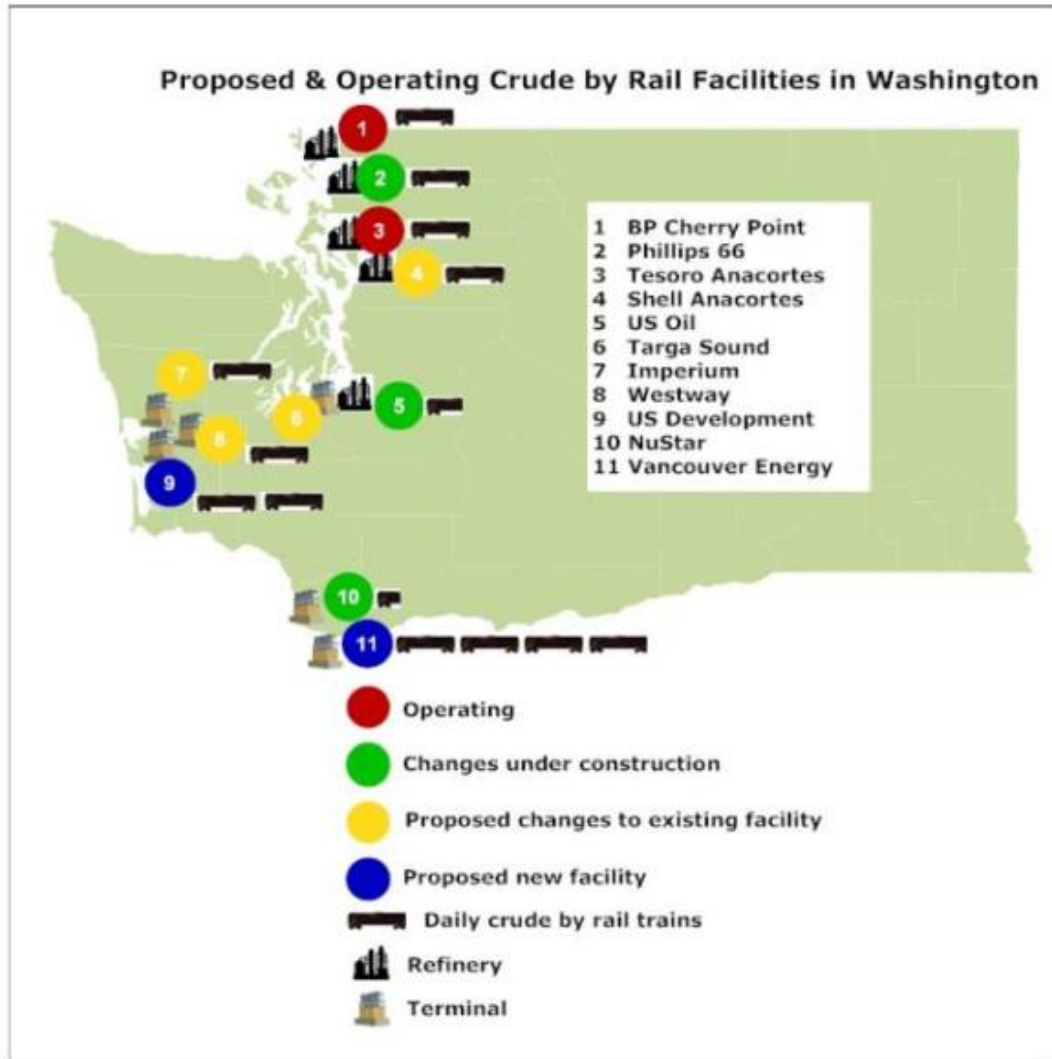 Proposed & Operating Crude by Rail Facilities in Washington
1
2
3
4
7
6
5
8
9
10
11
1 BP Cherry Point
2 Phillips 66
3 Tesoro Anacortes
4 Shell Anacortes
5 US Oil
6 Targa Sound
7 Imperium
8 Westway
9 US Development
10 NuStar
11 Vancouver Energy
Operating
Changes under construction
Proposed changes to existing facility
Proposed new facility
Daily crude by rail trains
Refinery
Terminal